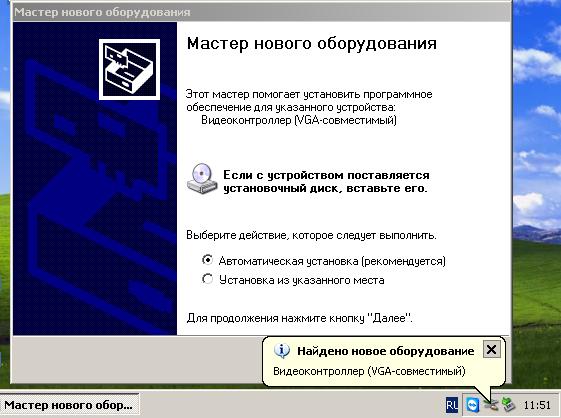 Мастер нового оборудования
Мастер нового оборудования
Этот мастер помогает установить программное
обеспечение для указанного устройства:
Видеоконтроллер (VGA-совместимый)
Если с устройством поставляется
установочный диск, вставьте его.
Выберите действие, которое следует выполнить.
Автоматическая установка (рекомендуется)
Установка из указанного места
Для продолжения нажмите кнопку "Далее".
Найдено новое оборудование
Видеоконтроллер (VGA-совместимый)
Мастер нового обор...
RU
11:51